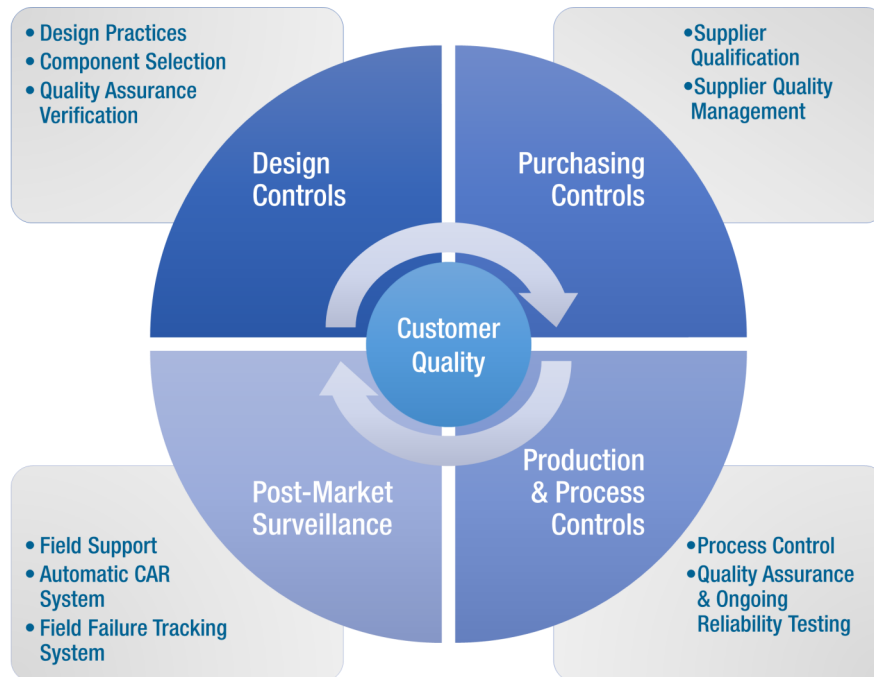 • Design Practices
• Component Selection
• Quality Assurance
Verification
•Supplier
Qualification
•Supplier Quality
Management
Design
Controls
Purchasing
Controls
Customer
Quality
Post-Market
Surveillance
Production
& Process
Controls
• Field Support
• Automatic CAR
System
• Field Failure Tracking
System
•Process Control
•Quality Assurance
& Ongoing
Reliability Testing